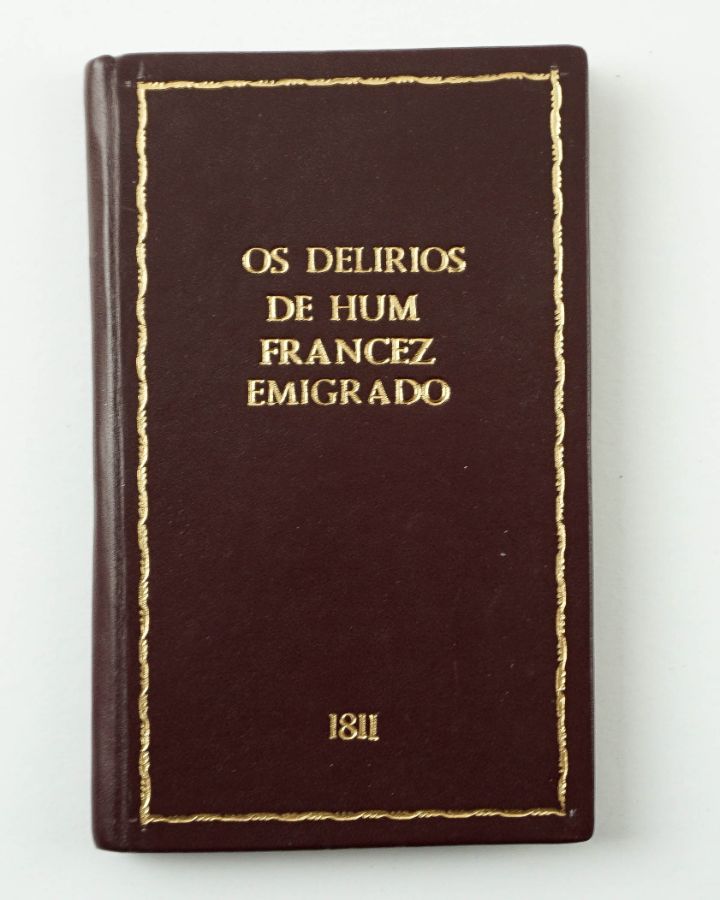 OS DELIRIOS
DE HUM
FRANCEZ
EMIGRADO
1811